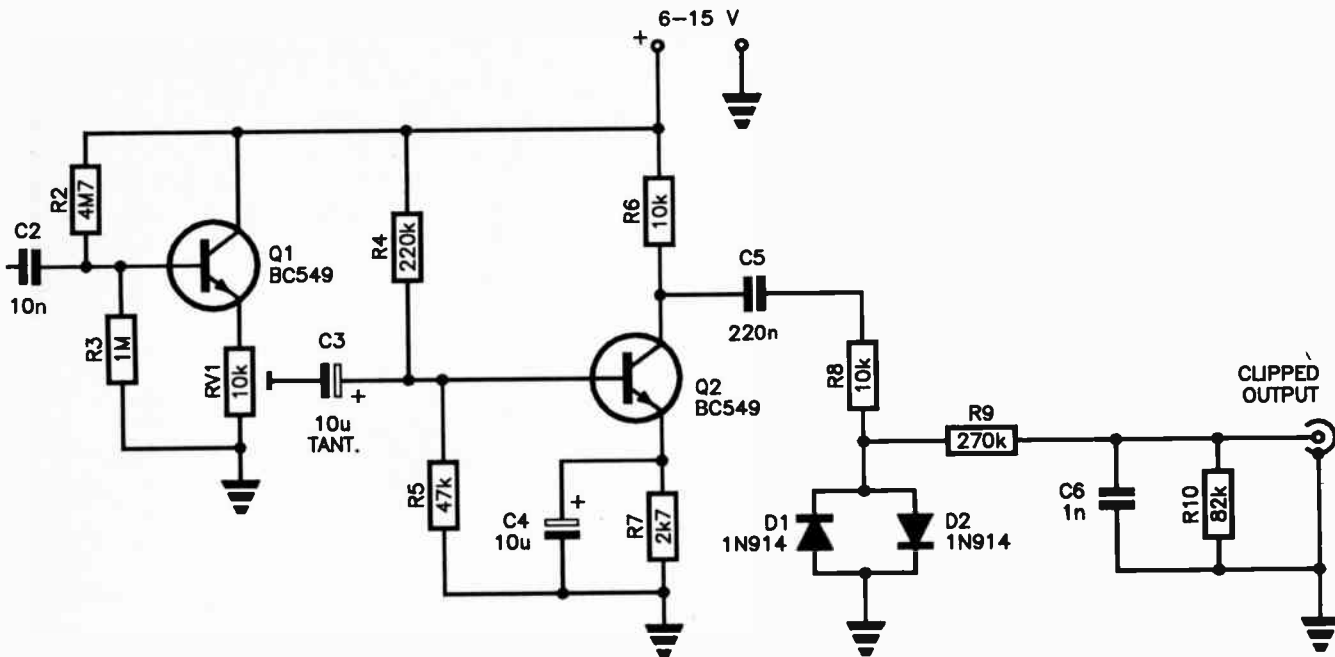 6-15 V
+
R2
4M7
C2
10n
R3
1M
Q1
BC549
RV1
10k
R4
220k
C3
+
10u
TANT.
R5
47k
R6
10k
Q2
BC549
C4
10u
+
R7
2k7
C5
220n
R8
10k
D1
1N914
D2
1N914
R9
270k
C6
1n
R10
82k
CLIPPED
OUTPUT